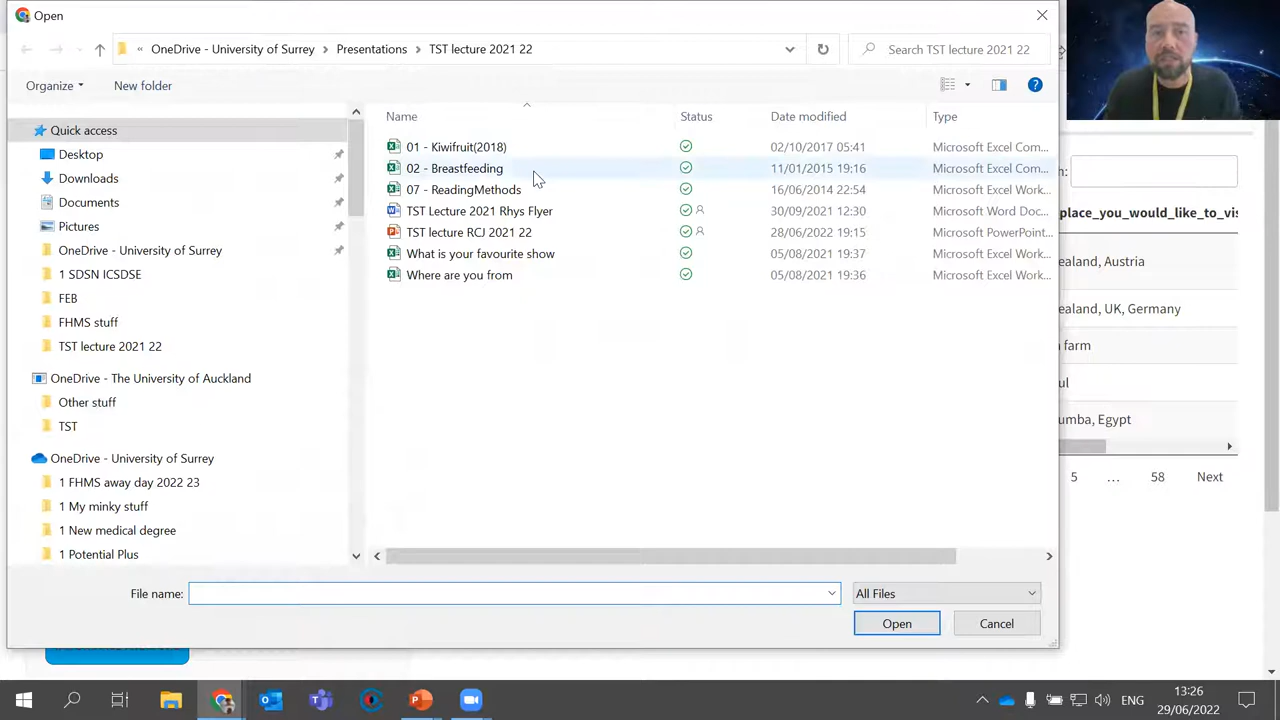 Open
« OneDrive - University of Surrey > Presentations > TST lecture 2021 22
Search TST lecture 2021 22
Organize
New folder
Name Status Date modified Type
Quick access
Desktop
Downloads
Documents
Pictures
OneDrive - University of Surrey
1 SDSN ICSDSE
FEB
FHMS stuff
TST lecture 2021 22
OneDrive - The University of Auckland
Other stuff
TST
OneDrive - University of Surrey
1 FHMS away day 2022 23
1 My minky stuff
1 New medical degree
1 Potential Plus
01 - Kiwifruit(2018) 02/10/2017 05:41 Microsoft Excel Com...
02 - Breastfeeding 11/01/2015 19:16 Microsoft Excel Com...
07 - ReadingMethods 16/06/2014 22:54 Microsoft Excel Work...
TST Lecture 2021 Rhys Flyer 30/09/2021 12:30 Microsoft Word Doc...
TST lecture RCJ 2021 22 28/06/2022 19:15 Microsoft PowerPoint...
What is your favourite show 05/08/2021 19:37 Microsoft Excel Work...
Where are you from 05/08/2021 19:36 Microsoft Excel Work...
File name:
All Files
Open Cancel
place_you_would_like_to_vis
ealand, Austria
ealand, UK, Germany
farm
ul
umba, Egypt
5 ... 58 Next
ENG
13:26
29/06/2022